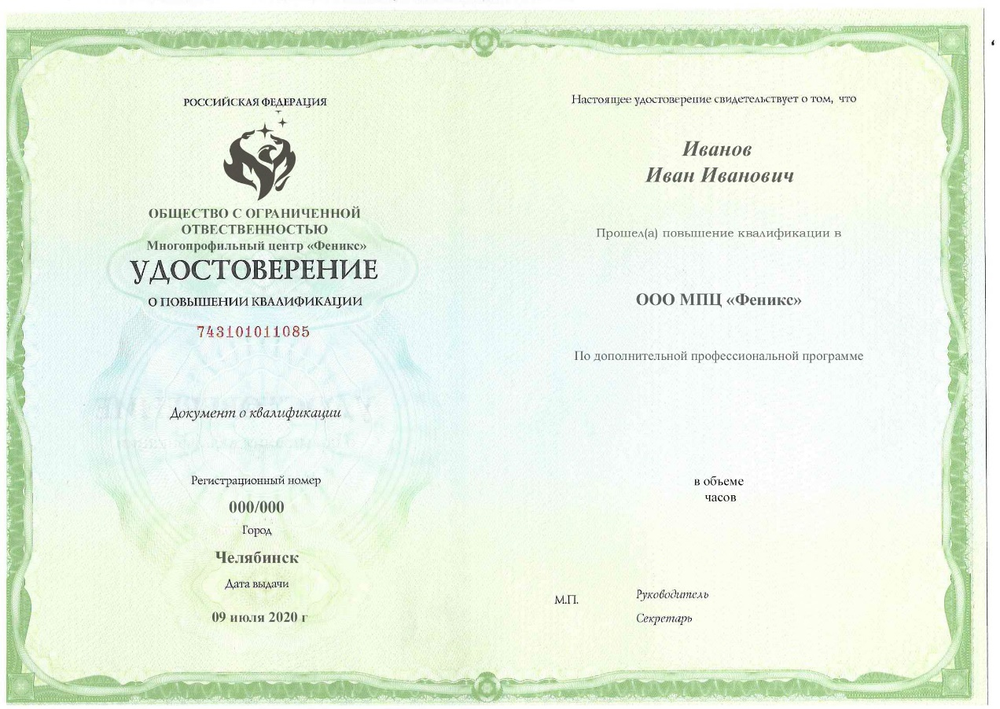 РОССИЙСКАЯ ФЕДЕРАЦИЯ
ОБЩЕСТВО С ОГРАНИЧЕННОЙ
ОТВЕСТВЕННОСТЬЮ
Многопрофильный центр «Феникс»
УДОСТОВЕРЕНИЕ
О ПОВЫШЕНИИ КВАЛИФИКАЦИИ
743101011085
Документ о квалификации
Регистрационный номер
000/000
Город
Челябинск
Дата выдачи
09 июля 2020 г
Настоящее удостоверение свидетельствует о том, что
Иванов
Иван Иванович
Прошел(а) повышение квалификации в
ООО МПЦ «Феникс»
По дополнительной профессиональной программе
в объеме
часов
М.П.
Руководитель
Секретарь